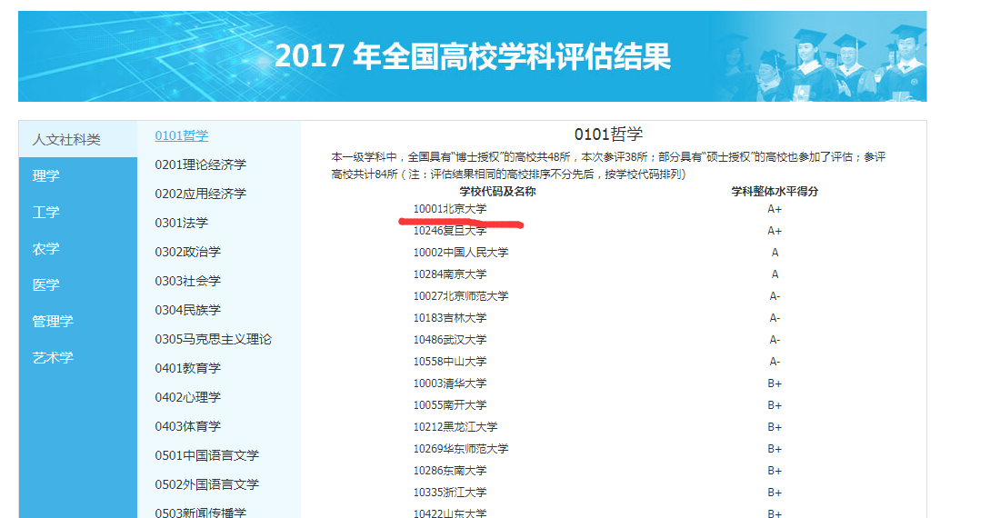 2017 年全国高校学科评估结果
人文社科类
理学
工学
农学
医学
管理学
艺术学
0101哲学
0201理论经济学
0202应用经济学
0301法学
0302政治学
0303社会学
0304民族学
0305马克思主义理论
0401教育学
0402心理学
0403体育学
0501中国语言文学
0502外国语言文学
0503新闻传播学
0101哲学
本一级学科中，全国具有“博士授权”的高校共48所，本次参评38所；部分具有“硕士授权”的高校也参加了评估；参评
高校共计84所（注：评估结果相同的高校排序不分先后，按学校代码排列)
学校代码及名称 学科整体水平得分
10001北京大学 A+
10246复旦大学 A+
10002中国人民大学 A
10284南京大学 A
10027北京师范大学 A-
10183吉林大学 A-
10486武汉大学 A-
10558中山大学 A-
10003清华大学 B+
10055南开大学 B+
10212黑龙江大学 B+
10269华东师范大学 B+
10286东南大学 B+
10335浙江大学 B+
10422山东大学 B+